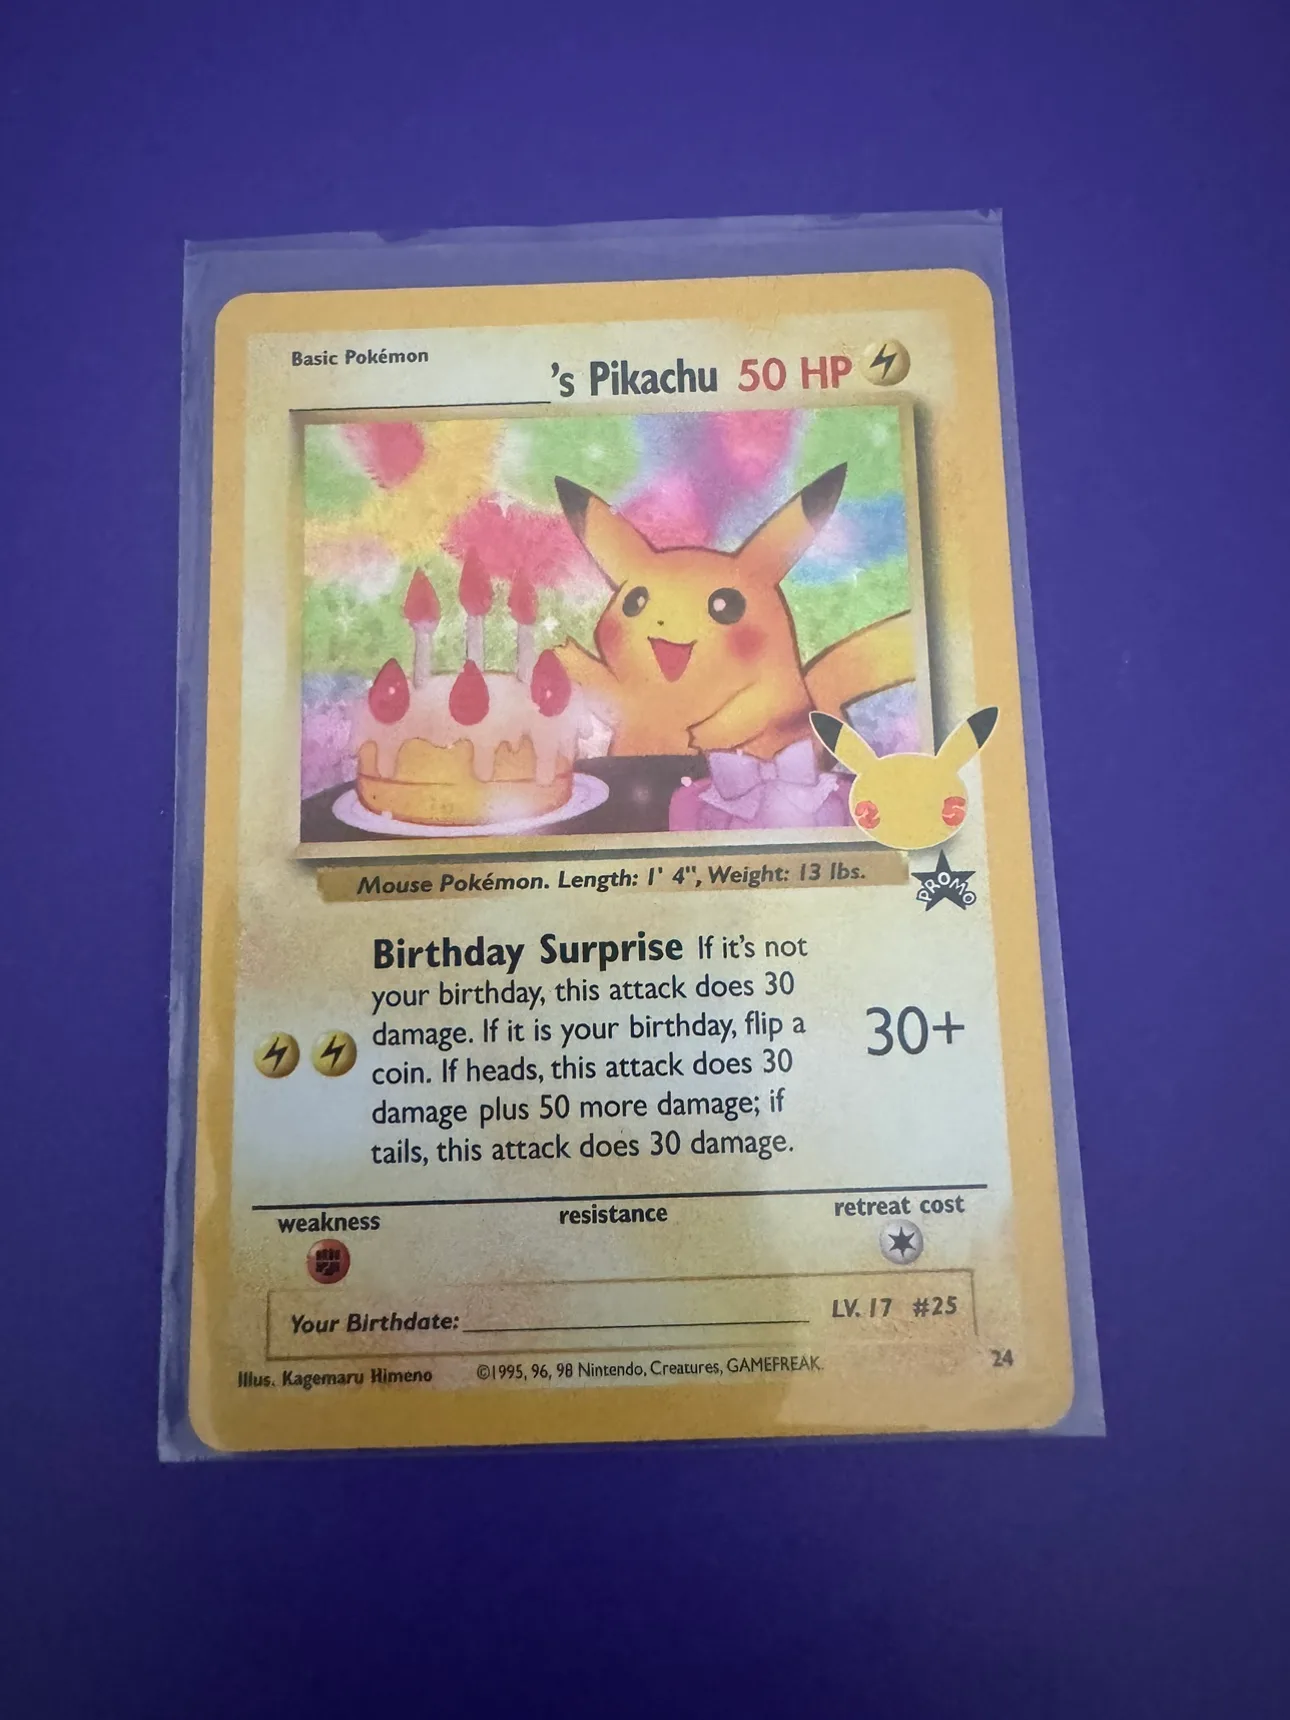 Basic Pokémon
___________'s Pikachu 50 HP
25
Mouse Pokémon. Length: 1' 4", Weight: 13 lbs.
PROMO
Birthday Surprise If it's not
your birthday, this attack does 30
damage. If it is your birthday, flip a
coin. If heads, this attack does 30
damage plus 50 more damage; if
tails, this attack does 30 damage.
30+
weakness resistance retreat cost
Your Birthdate:______________ LV. 17 #25
24
Illus. Kagemaru Himeno ©1995, 96, 98 Nintendo, Creatures, GAMEFREAK.